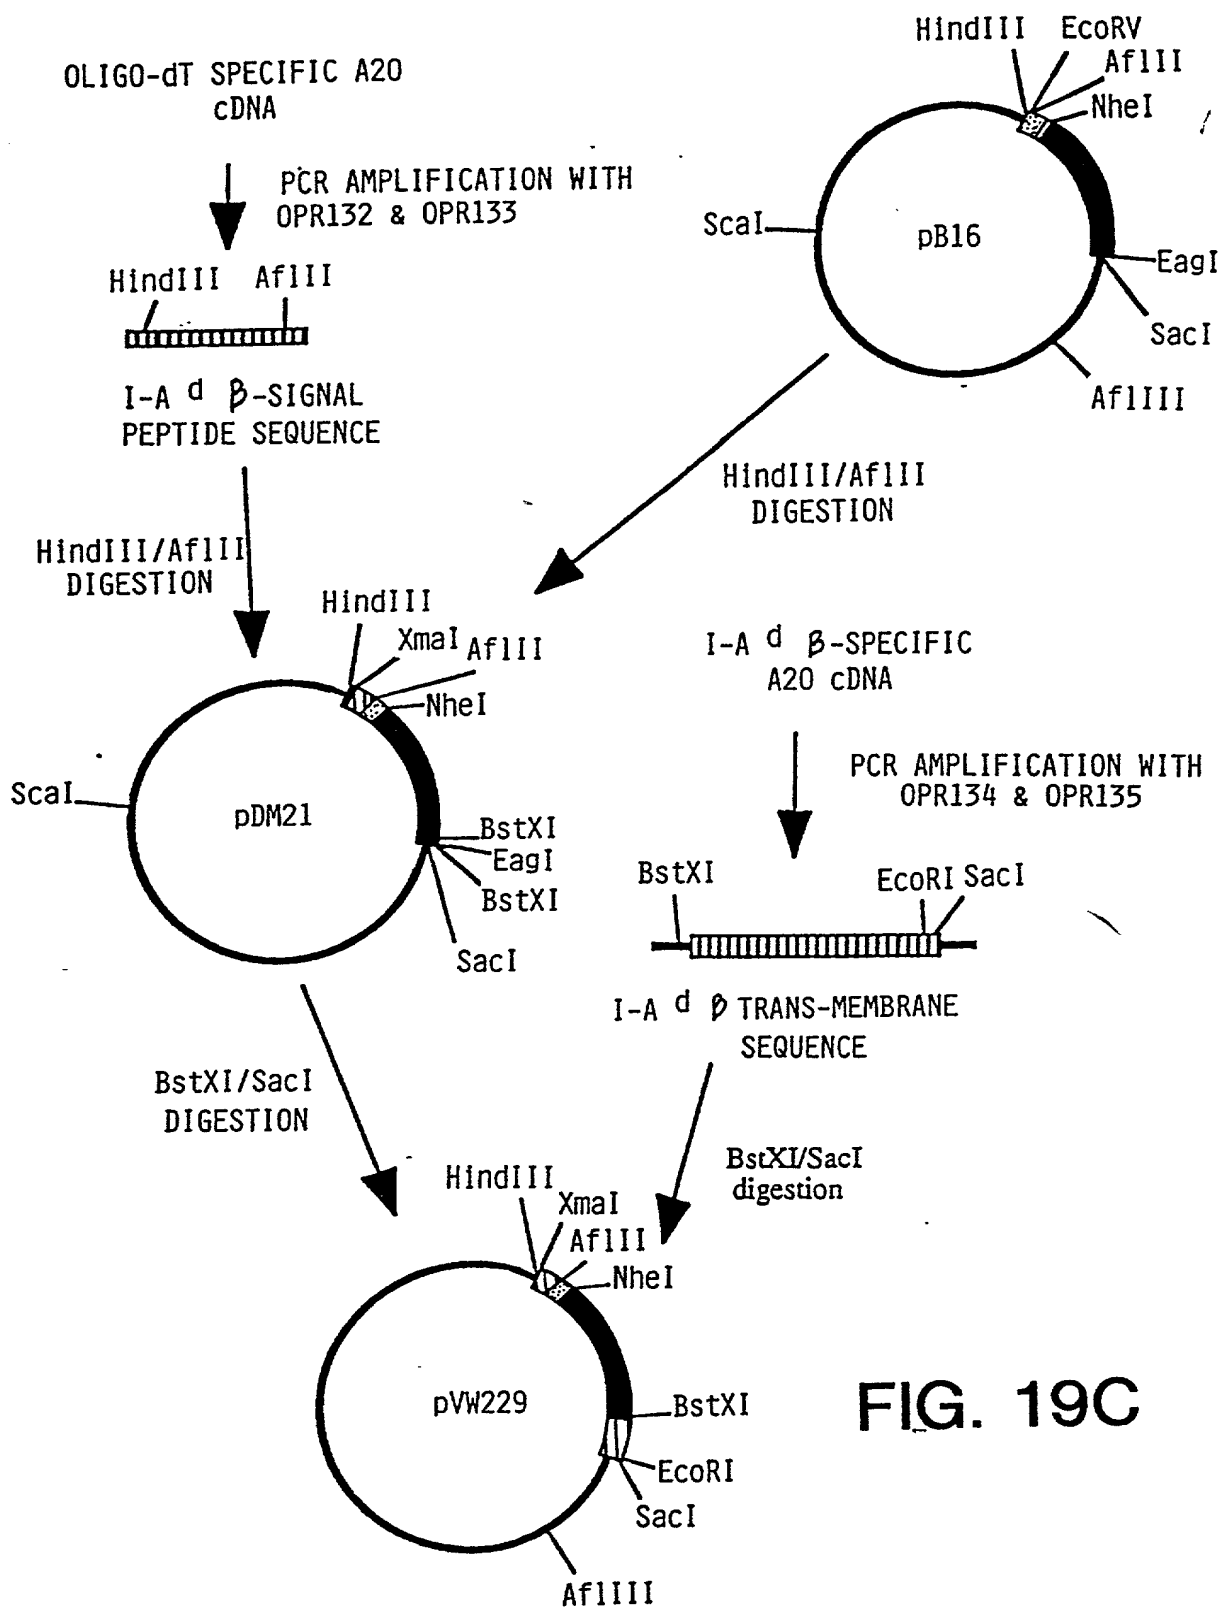 OLIGO-dT SPECIFIC A20
cDNA
PCR AMPLIFICATION WITH
OPR132 & OPR133
HindIII AflII
I-A d β-SIGNAL
PEPTIDE SEQUENCE
HindIII/AflII
DIGESTION
HindIII EcoRV
AflII
NheI
ScaI
pB16
EagI
SacI
AflIII
HindIII/AflII
DIGESTION
HindIII
XmaI
AflII
NheI
ScaI
pDM21
BstXI
EagI
BstXI
SacI
I-A d β-SPECIFIC
A20 cDNA
PCR AMPLIFICATION WITH
OPR134 & OPR135
BstXI
EcoRI SacI
I-A d β TRANS-MEMBRANE
SEQUENCE
BstXI/SacI
DIGESTION
BstXI/SacI
digestion
HindIII
XmaI
AflII
NheI
pVW229
BstXI
EcoRI
SacI
AflIII
FIG. 19C